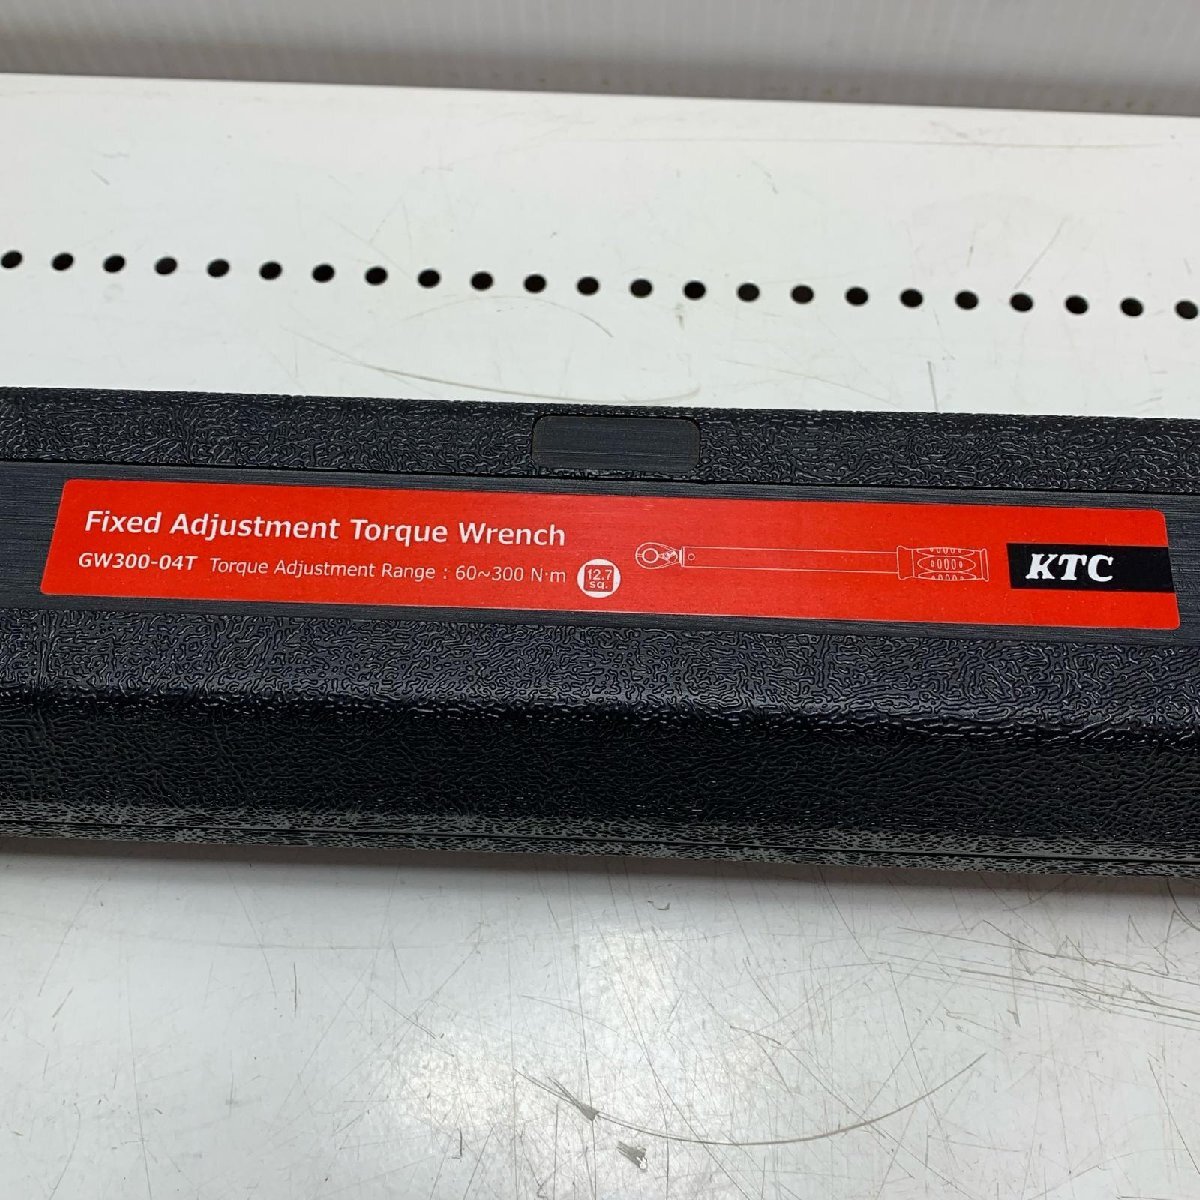 Fixed Adjustment Torque Wrench
GW300-04T Torque Adjustment Range : 60~300 N·m
12.7
sq.
KTC